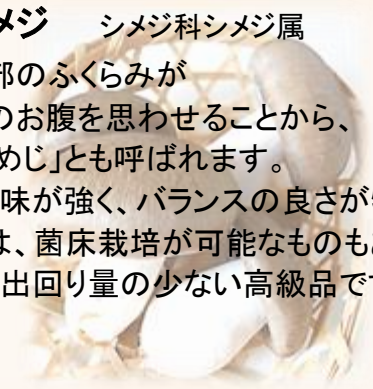 メジ シメジ科シメジ属
部のふくらみが
のお腹を思わせることから、
めじ」とも呼ばれます。
味が強く、バランスの良さが
は、菌床栽培が可能なものも
出回り量の少ない高級品です